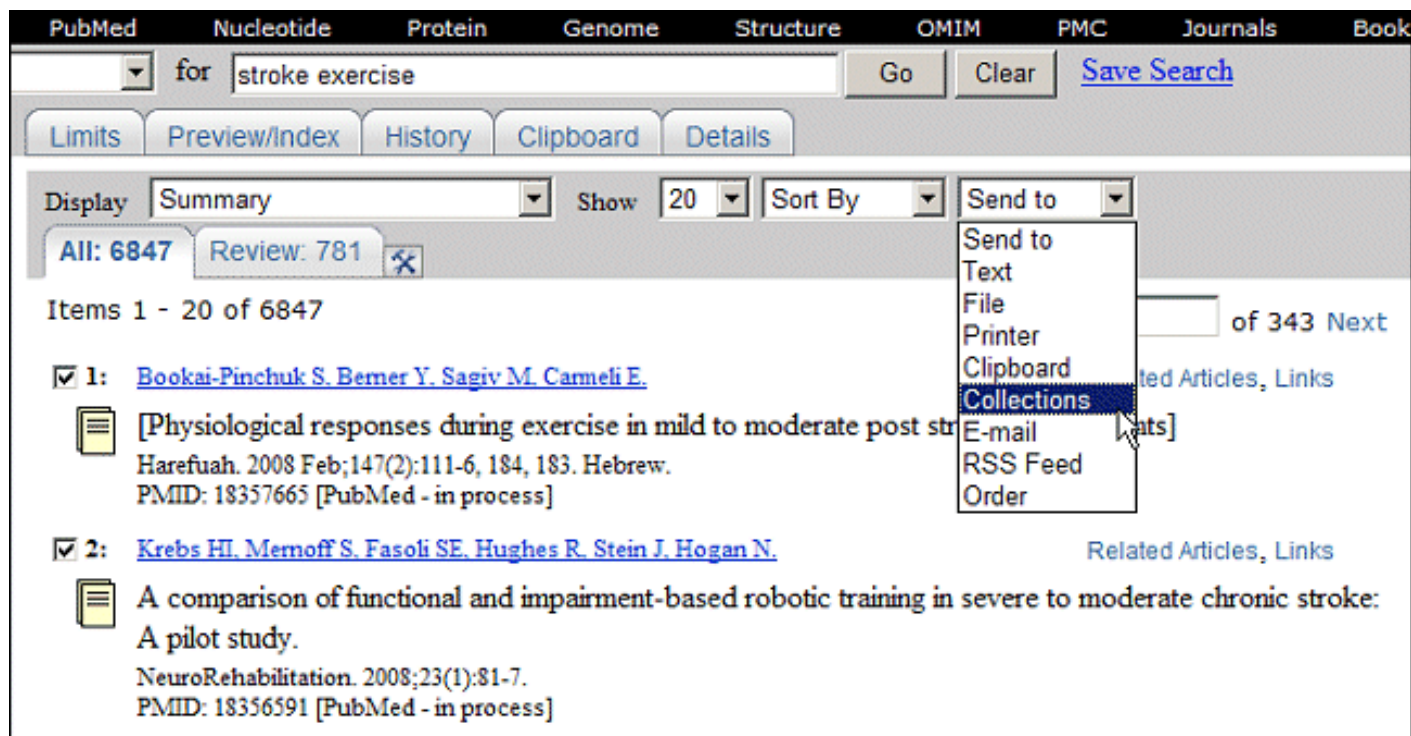 PubMed Nucleotide Protein Genome Structure OMIM PMC Journals Book
for stroke exercise Go Clear Save Search
Limits Preview/Index History Clipboard Details
Display Summary Show 20 Sort By Send to
All: 6847 Review: 781
Send to
Text
File
Printer
Clipboard
Collections
E-mail
RSS Feed
Order
Items 1 - 20 of 6847 of 343 Next
1: Bookai-Pinchuk S, Berner Y, Sagiv M, Carmeli E. ted Articles, Links
[Physiological responses during exercise in mild to moderate post str nts]
Harefuah. 2008 Feb;147(2):111-6, 184, 183. Hebrew.
PMID: 18357665 [PubMed - in process]
2: Krebs HI, Mernoff S, Fasoli SE, Hughes R, Stein J, Hogan N. Related Articles, Links
A comparison of functional and impairment-based robotic training in severe to moderate chronic stroke:
A pilot study.
NeuroRehabilitation. 2008;23(1):81-7.
PMID: 18356591 [PubMed - in process]